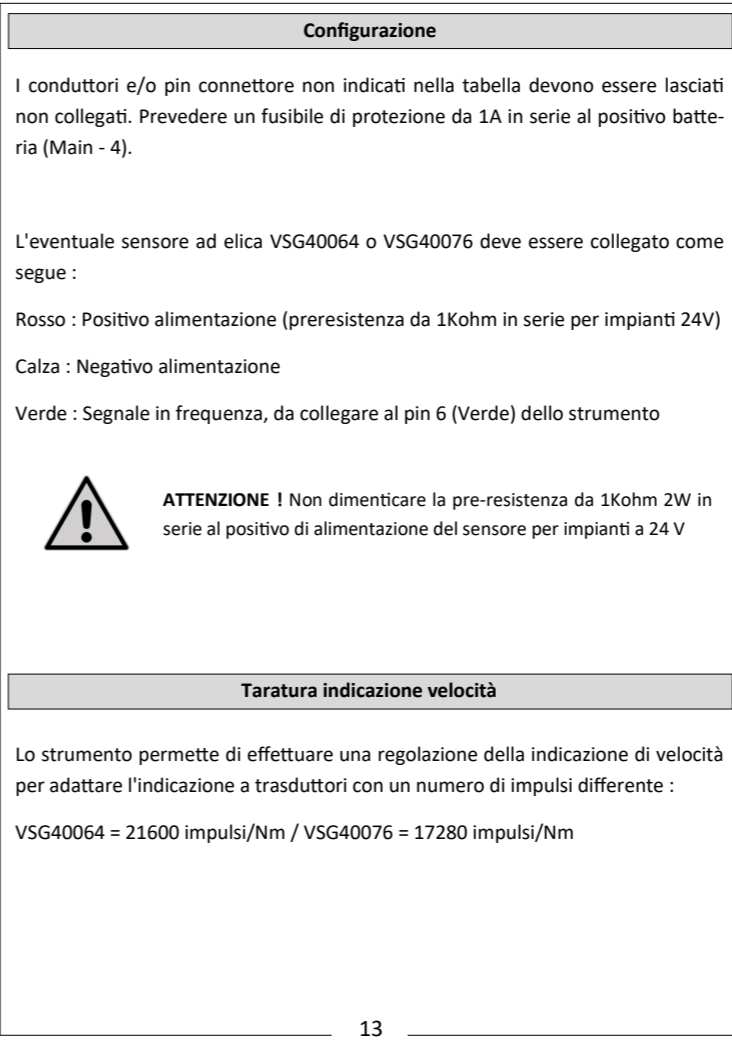 Configurazione
I conduttori e/o pin connettore non indicati nella tabella devono essere lasciati
non collegati. Prevedere un fusibile di protezione da 1A in serie al positivo batte-
ria (Main - 4).
L'eventuale sensore ad elica VSG40064 o VSG40076 deve essere collegato come
segue :
Rosso : Positivo alimentazione (preresistenza da 1Kohm in serie per impianti 24V)
Calza : Negativo alimentazione
Verde : Segnale in frequenza, da collegare al pin 6 (Verde) dello strumento
ATTENZIONE ! Non dimenticare la pre-resistenza da 1Kohm 2W in
serie al positivo di alimentazione del sensore per impianti a 24 V
Taratura indicazione velocità
Lo strumento permette di effettuare una regolazione della indicazione di velocità
per adattare l'indicazione a trasduttori con un numero di impulsi differente :
VSG40064 = 21600 impulsi/Nm / VSG40076 = 17280 impulsi/Nm
13